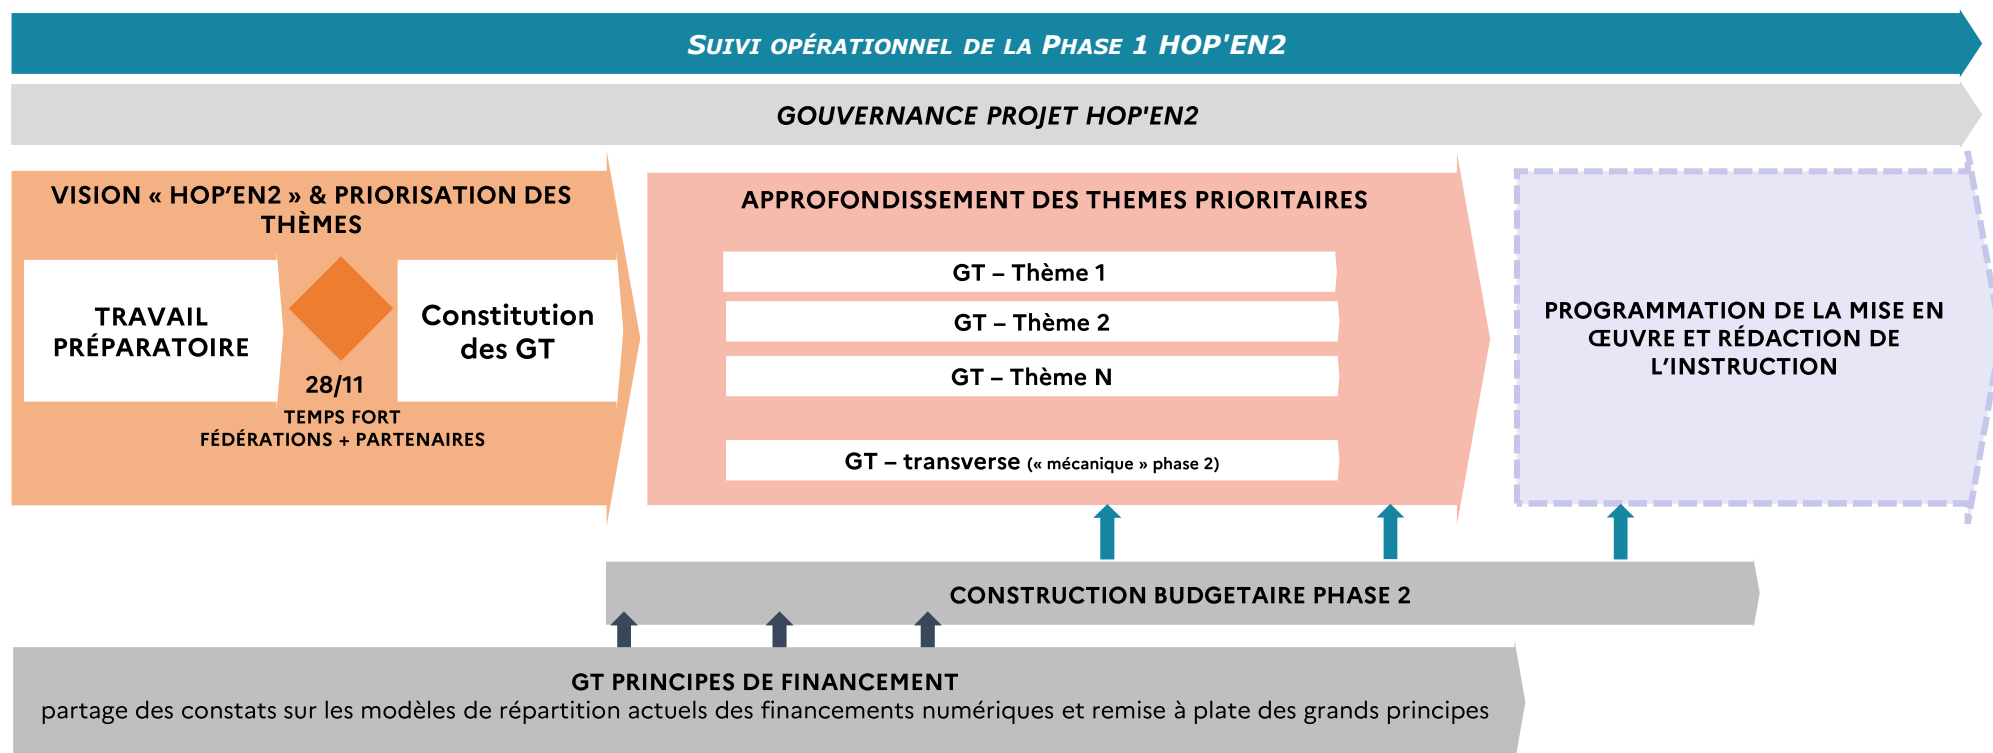 SUIVI OPÉRATIONNEL DE LA PHASE 1 HOP'EN2
GOUVERNANCE PROJET HOP'EN2
VISION « HOP’EN2 » & PRIORISATION DES
THÈMES
TRAVAIL
PRÉPARATOIRE
28/11
TEMPS FORT
FÉDÉRATIONS + PARTENAIRES
Constitution
des GT
APPROFONDISSEMENT DES THEMES PRIORITAIRES
GT – Thème 1
GT – Thème 2
GT – Thème N
GT – transverse (« mécanique » phase 2)
PROGRAMMATION DE LA MISE EN
ŒUVRE ET RÉDACTION DE
L’INSTRUCTION
CONSTRUCTION BUDGETAIRE PHASE 2
GT PRINCIPES DE FINANCEMENT
partage des constats sur les modèles de répartition actuels des financements numériques et remise à plate des grands principes